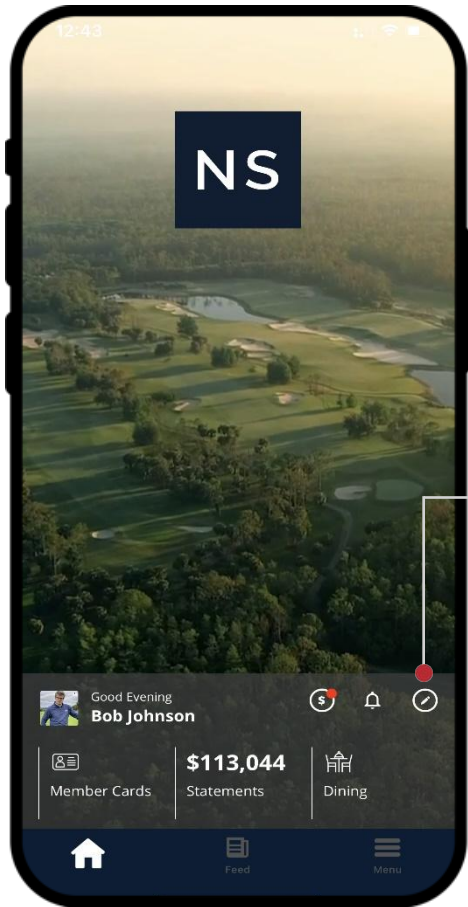 12:43
NS
Good Evening
Bob Johnson
$
Member Cards
$113,044
Statements
Dining
Feed
Menu